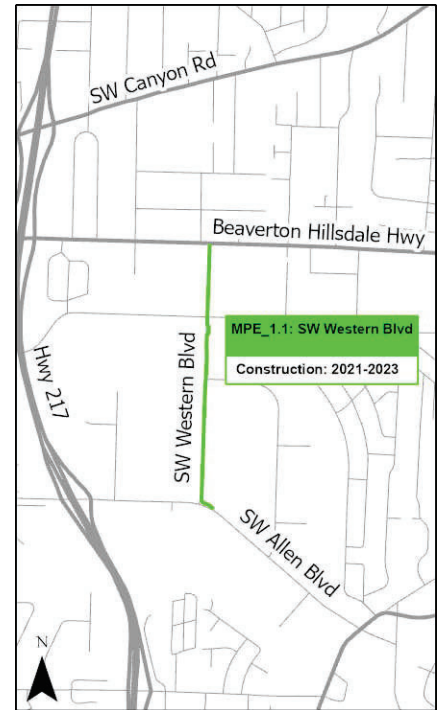 SW Canyon Rd
Beaverton Hillsdale Hwy
MPE_1.1: SW Western Blvd
Construction: 2021-2023
Hwy 217
SW Western Blvd
SW Allen Blvd
N